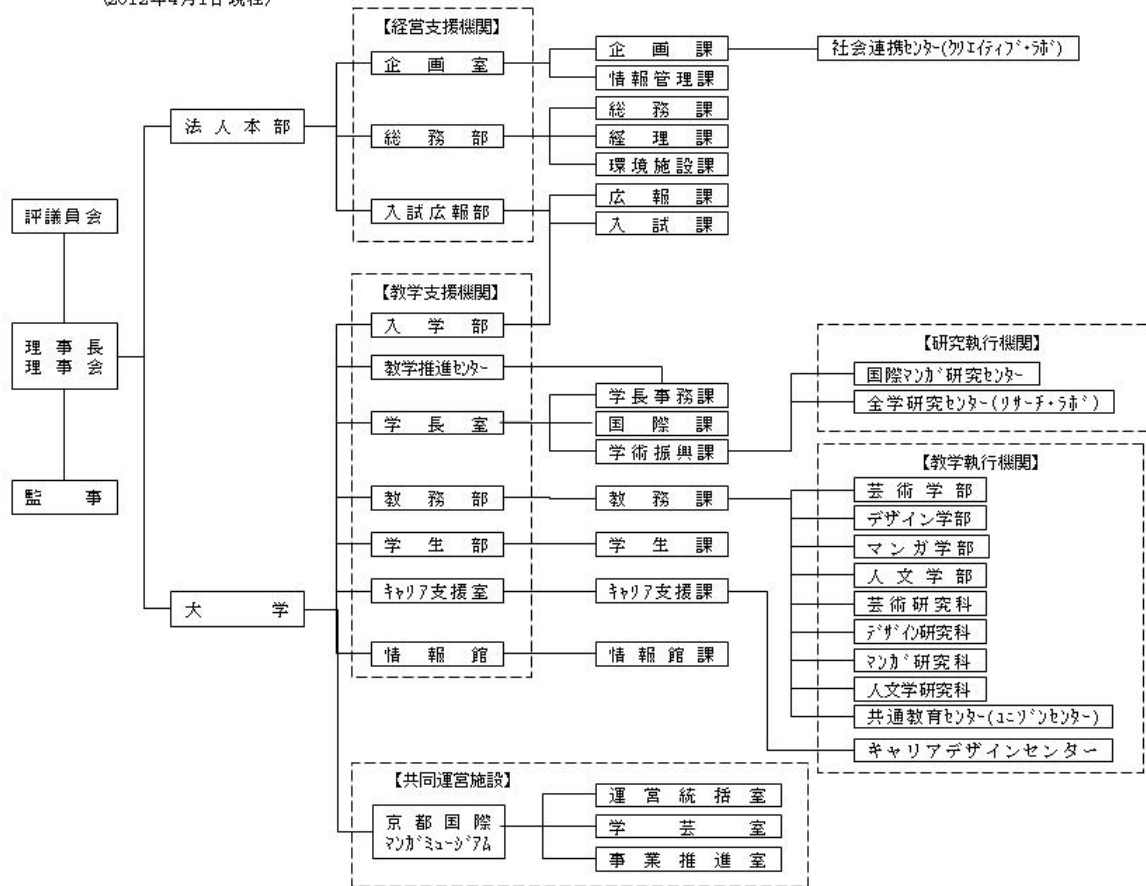 (2012年4月1日現在)
【経営支援機関】
企画室
企画課
社会連携ｾﾝﾀｰ(ｸﾘｴｲﾃｨﾌﾞ･ﾗﾎﾞ)
情報管理課
総務課
法人本部
総務部
経理課
環境施設課
広報課
入試広報部
評議員会
入試課
【教学支援機関】
入学部
理事長
理事会
【研究執行機関】
教学推進ｾﾝﾀｰ
国際ﾏﾝｶﾞ研究ｾﾝﾀｰ
学長事務課
全学研究ｾﾝﾀｰ(ﾘｻｰﾁ･ﾗﾎﾞ)
学長室
国際課
学術振興課
【教学執行機関】
監事
教務部
教務課
芸術学部
デザイン学部
学生部
学生課
マンガ学部
人文学部
ｷｬﾘｱ支援室
ｷｬﾘｱ支援課
芸術研究科
大学
ﾃﾞｻﾞｲﾝ研究科
情報館
情報館課
ﾏﾝｶﾞ研究科
人文学研究科
共通教育ｾﾝﾀｰ(ﾕﾆｿﾞﾝセンター)
キャリアデザインセンター
【共同運営施設】
運営統括室
京都国際
ﾏﾝｶﾞﾐｭｰｼﾞｱﾑ
学芸室
事業推進室